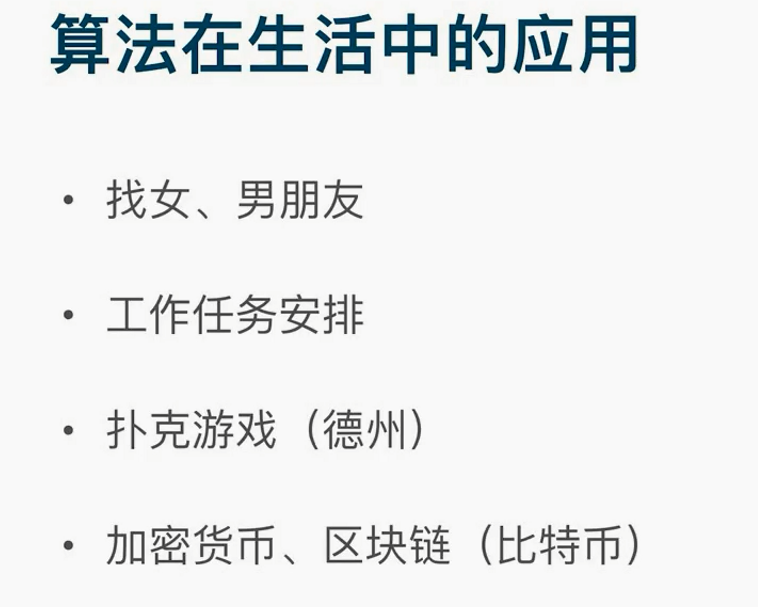 算法在生活中的应用
• 找女、男朋友
• 工作任务安排
• 扑克游戏（德州）
• 加密货币、区块链（比特币）